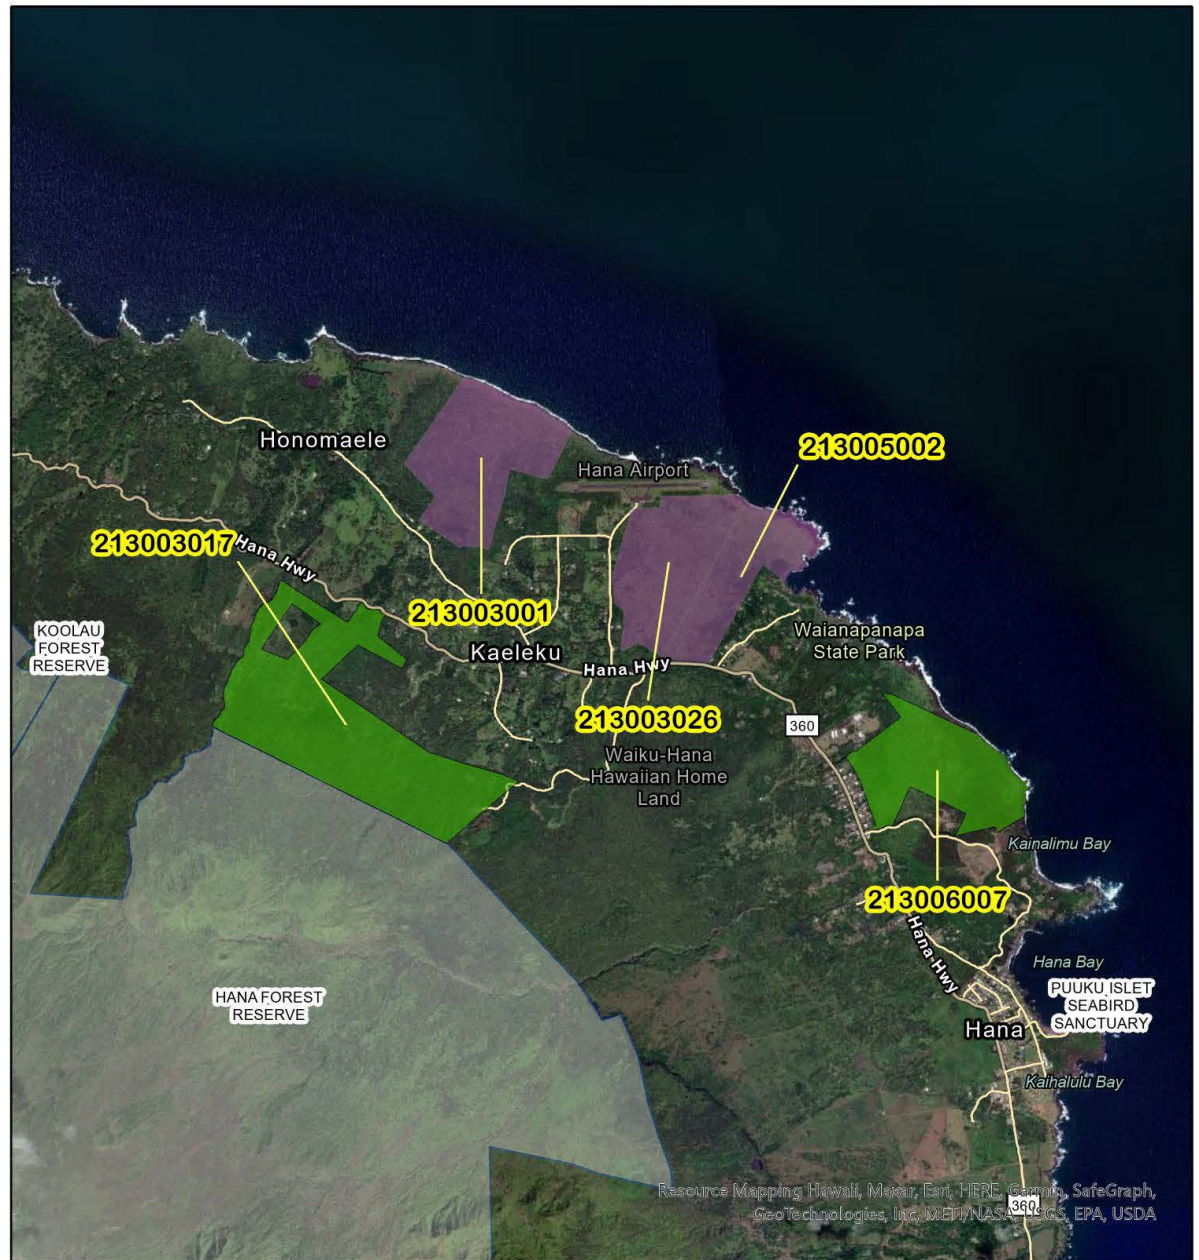 Honomaele
213005002
Hana Airport
213003017
Hana Hwy
213003001
KOOLAU
FOREST
RESERVE
Kaeleku
Hana Hwy
Waianapanapa
State Park
213003026
360
Waiku-Hana
Hawaiian Home
Land
Kainalimu Bay
213006007
Hana Hwy
Hana Bay
HANA FOREST
RESERVE
PUUKU ISLET
SEABIRD
SANCTUARY
Hana
Kaihalulu Bay
Resource Mapping Hawaii, Maxar, Esri, HERE, Garmin, SafeGraph,
360
GeoTechnologies, Inc, METI/NASA, USGS, EPA, USDA